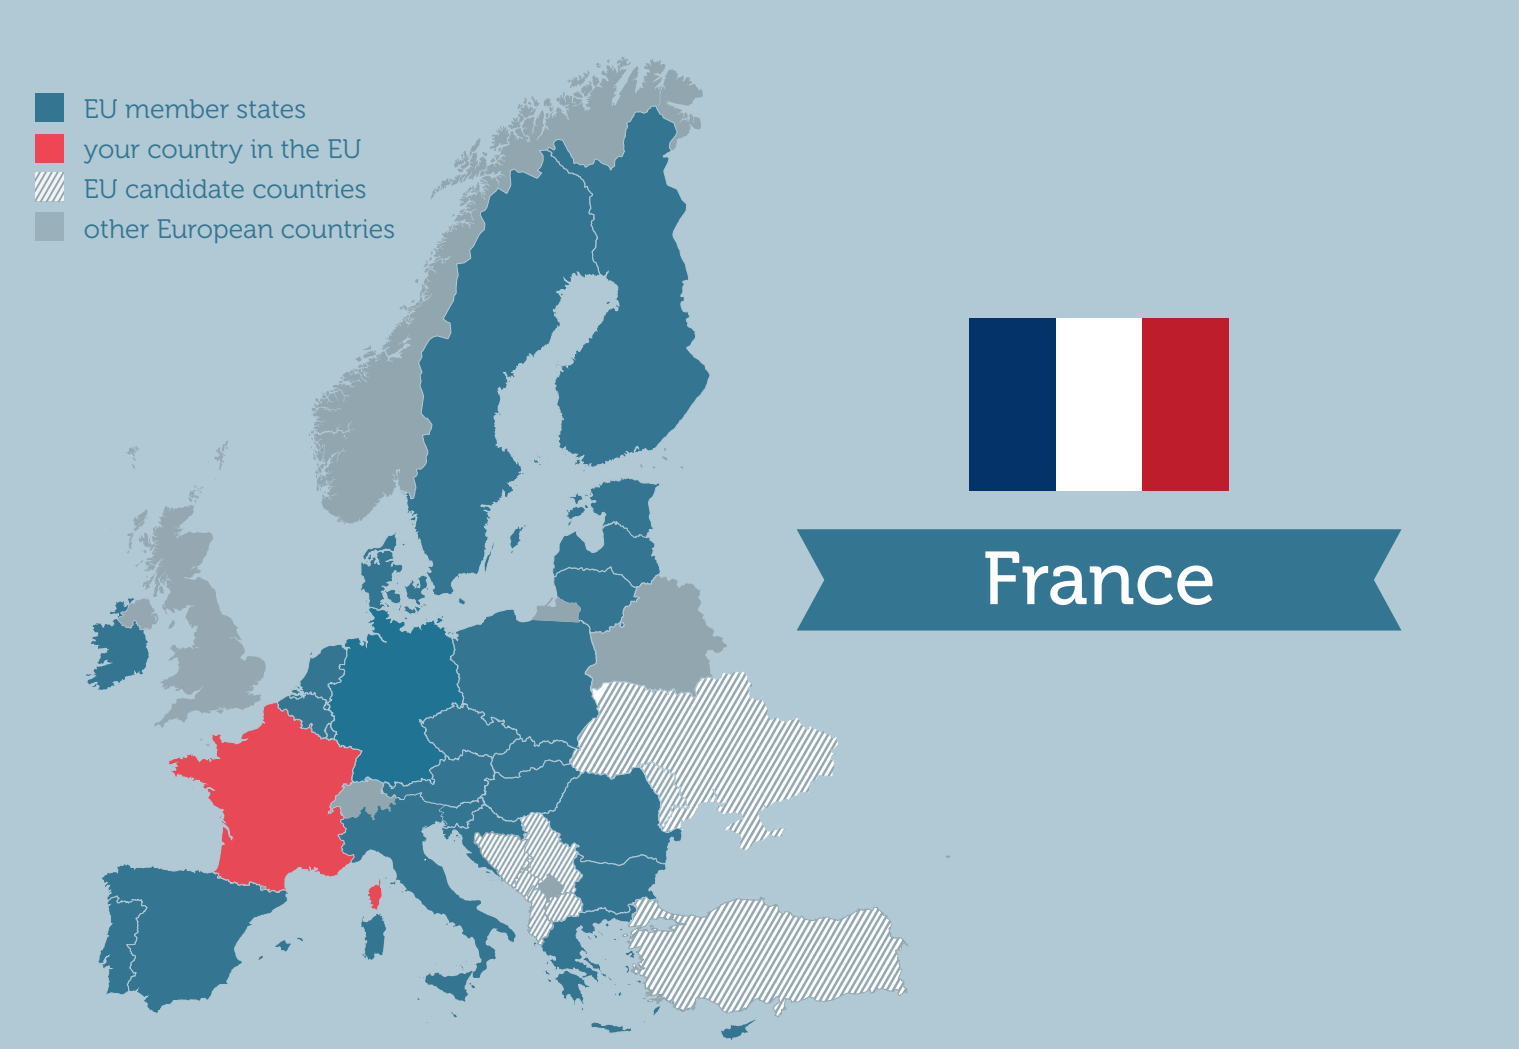 EU member states
your country in the EU
EU candidate countries
other European countries
France